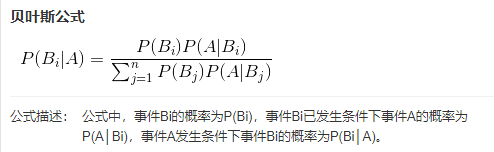 贝叶斯公式
P(B_i|A) = \frac{P(B_i)P(A|B_i)}{\sum_{j=1}^{n} P(B_j)P(A|B_j)}
公式描述： 公式中，事件Bi的概率为P(Bi)，事件Bi已发生条件下事件A的概率为
P(A│Bi)，事件A发生条件下事件Bi的概率为P(Bi│A)。